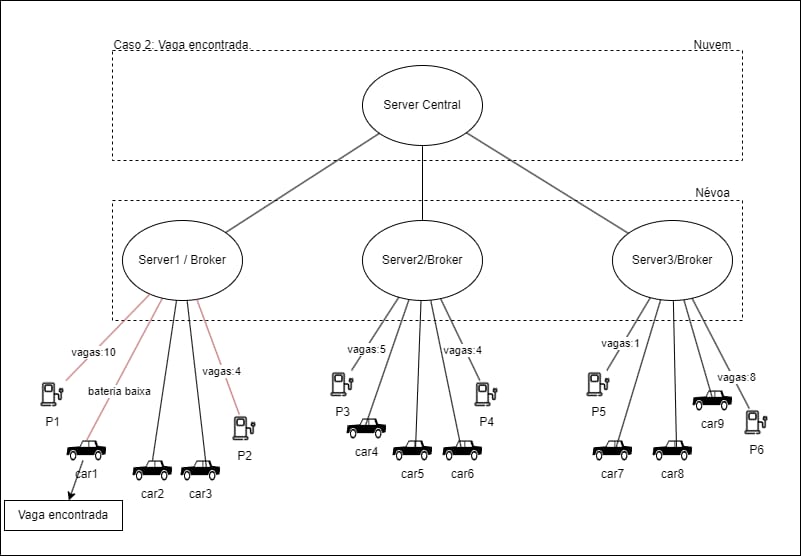 Caso 2: Vaga encontrada
Nuvem
Server Central
Névoa
Server1 / Broker
Server2/Broker
Server3/Broker
vagas:10
vagas:5
vagas:4
vagas:1
vagas:4
vagas:8
bateria baixa
P1
P2
P3
P4
P5
P6
car1
car2
car3
car4
car5
car6
car7
car8
car9
Vaga encontrada